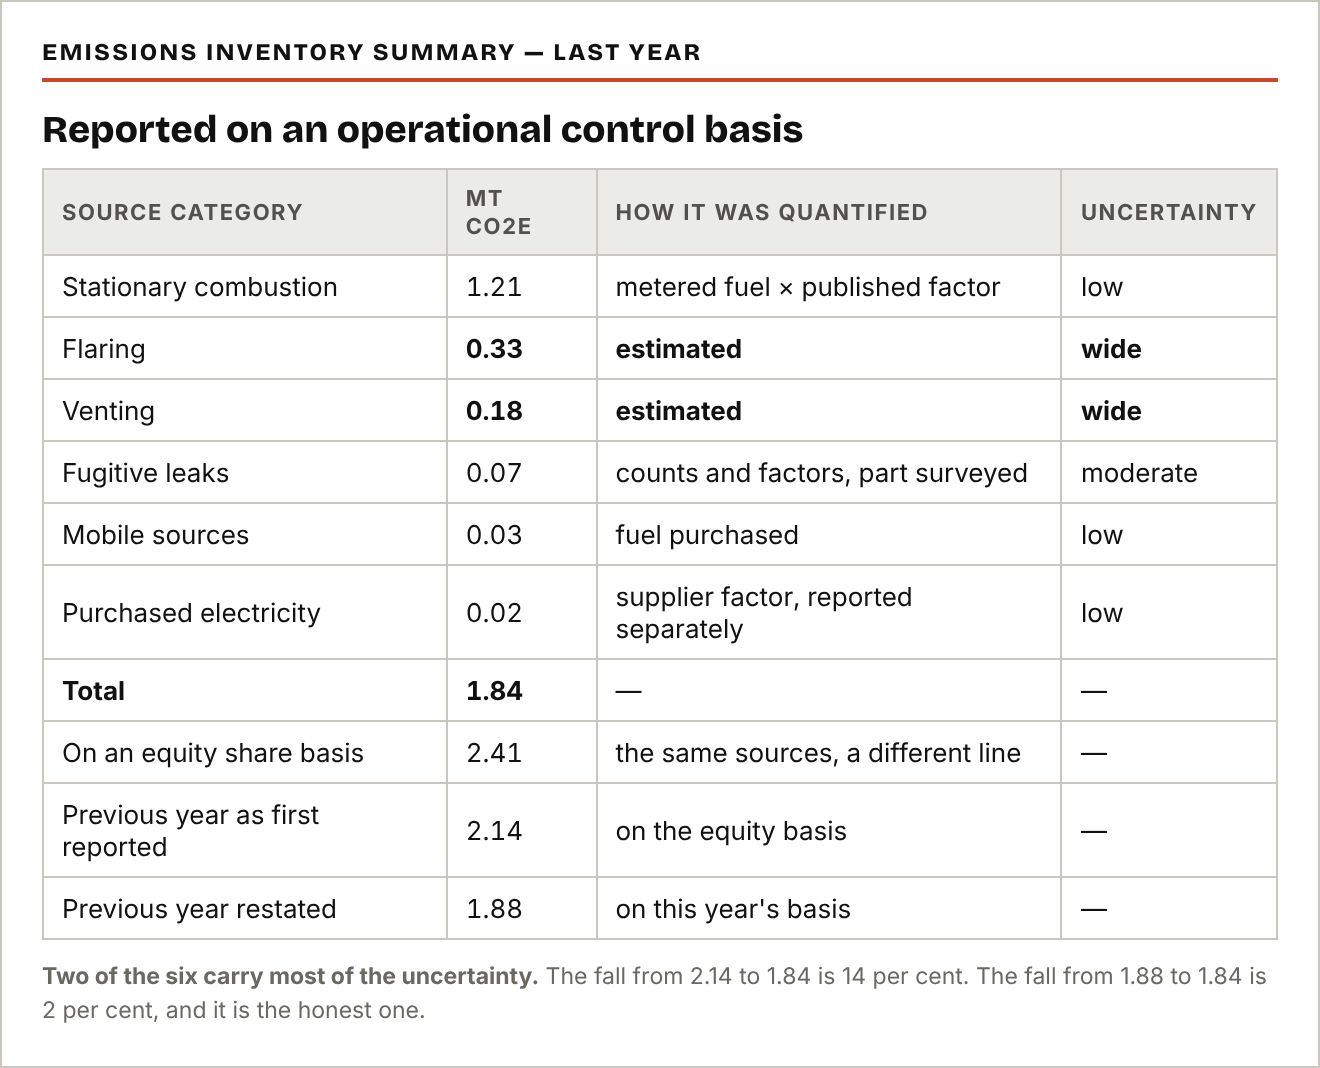 EMISSIONS INVENTORY SUMMARY — LAST YEAR
Reported on an operational control basis
SOURCE CATEGORY MT CO2E HOW IT WAS QUANTIFIED UNCERTAINTY
Stationary combustion 1.21 metered fuel × published factor low
Flaring 0.33 estimated wide
Venting 0.18 estimated wide
Fugitive leaks 0.07 counts and factors, part surveyed moderate
Mobile sources 0.03 fuel purchased low
Purchased electricity 0.02 supplier factor, reported separately low
Total 1.84 — —
On an equity share basis 2.41 the same sources, a different line —
Previous year as first reported 2.14 on the equity basis —
Previous year restated 1.88 on this year's basis —
Two of the six carry most of the uncertainty. The fall from 2.14 to 1.84 is 14 per cent. The fall from 1.88 to 1.84 is
2 per cent, and it is the honest one.